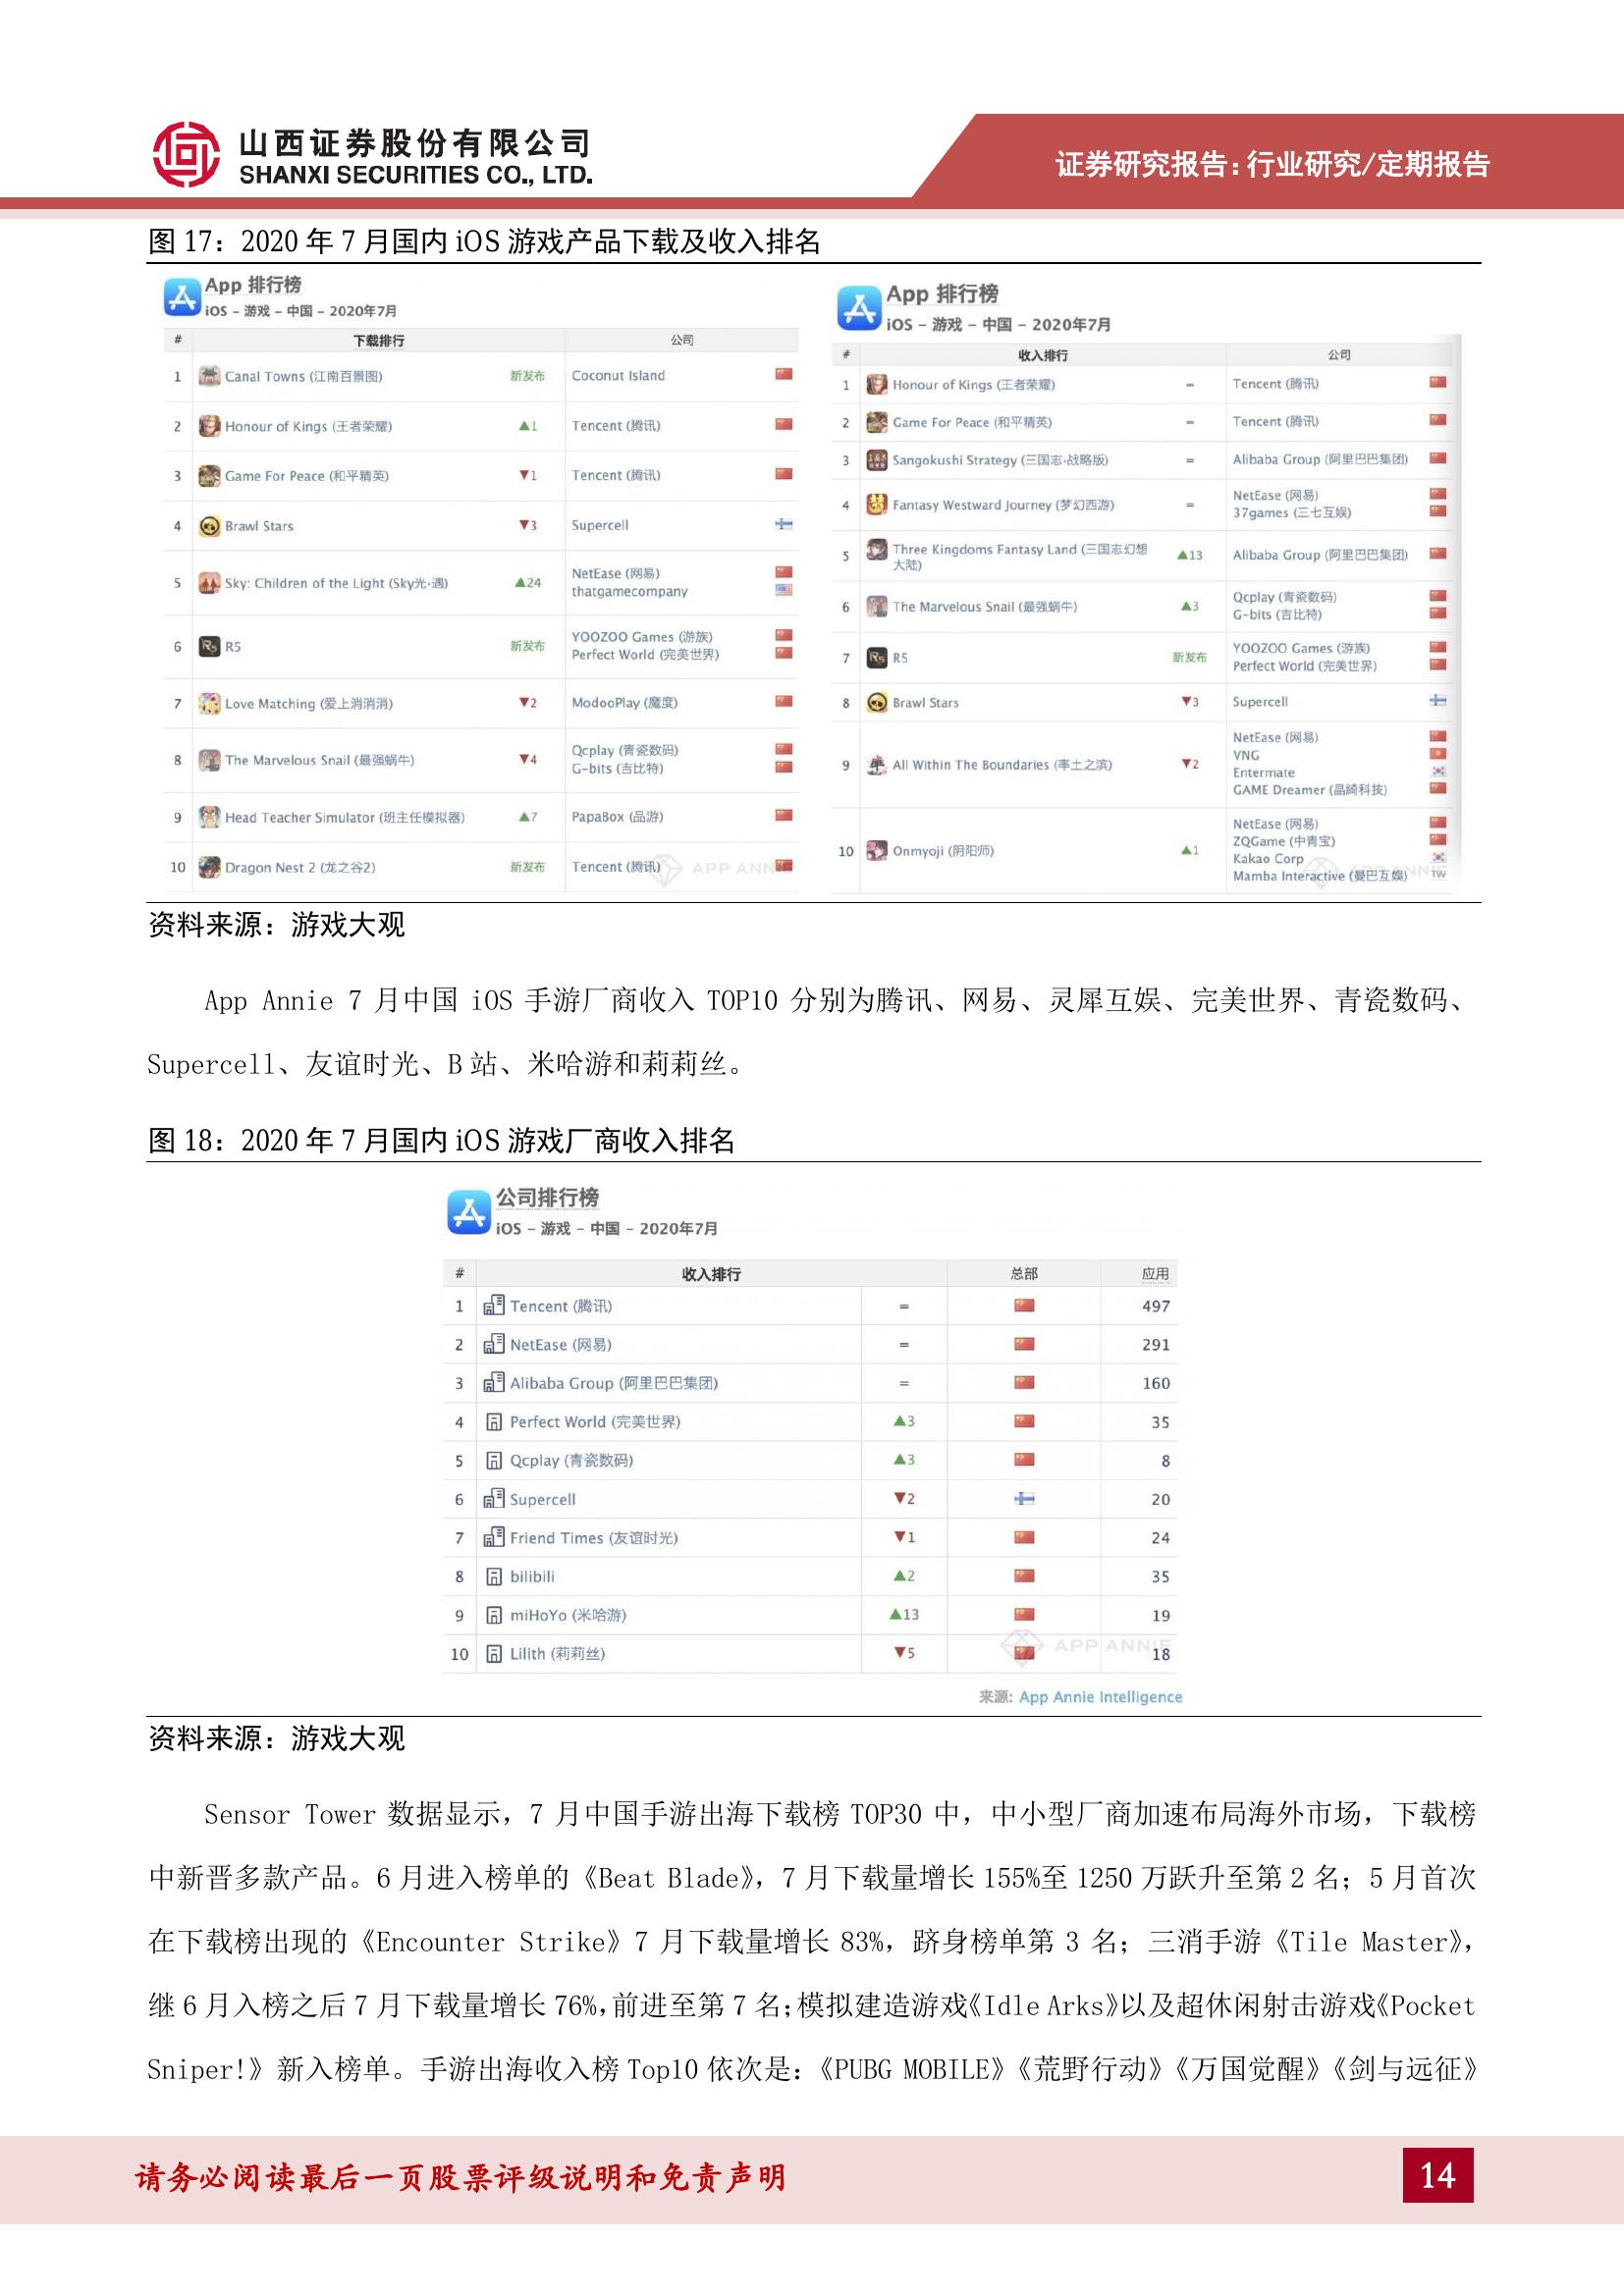 山西证券股份有限公司
SHANXI SECURITIES CO., LTD.
证券研究报告：行业研究/定期报告
图 17：2020 年 7 月国内 iOS 游戏产品下载及收入排名
App 排行榜
iOS – 游戏 – 中国 – 2020年7月
# 下载排行 公司
1 Canal Towns (江南百景图) 新发布 Coconut Island
2 Honour of Kings (王者荣耀) ▲1 Tencent (腾讯)
3 Game For Peace (和平精英) ▼1 Tencent (腾讯)
4 Brawl Stars ▼3 Supercell
5 Sky: Children of the Light (Sky光·遇) ▲24 NetEase (网易)
thatgamecompany
6 R5 新发布 YOOZOO Games (游族)
Perfect World (完美世界)
7 Love Matching (爱上消消消) ▼2 ModooPlay (魔度)
8 The Marvelous Snail (最强蜗牛) ▼4 Qcplay (青瓷数码)
G-bits (吉比特)
9 Head Teacher Simulator (班主任模拟器) ▲7 PapaBox (品游)
10 Dragon Nest 2 (龙之谷2) 新发布 Tencent (腾讯)
APP ANNIE
App 排行榜
iOS – 游戏 – 中国 – 2020年7月
# 收入排行 公司
1 Honour of Kings (王者荣耀) = Tencent (腾讯)
2 Game For Peace (和平精英) = Tencent (腾讯)
3 Sangokushi Strategy (三国志·战略版) = Alibaba Group (阿里巴巴集团)
4 Fantasy Westward Journey (梦幻西游) = NetEase (网易)
37games (三七互娱)
5 Three Kingdoms Fantasy Land (三国志幻想
大陆) ▲13 Alibaba Group (阿里巴巴集团)
6 The Marvelous Snail (最强蜗牛) ▲3 Qcplay (青瓷数码)
G-bits (吉比特)
7 R5 新发布 YOOZOO Games (游族)
Perfect World (完美世界)
8 Brawl Stars ▼3 Supercell
9 All Within The Boundaries (率土之滨) ▼2 NetEase (网易)
VNG
Entermate
GAME Dreamer (晶綺科技)
10 Onmyoji (阴阳师) ▲1 NetEase (网易)
ZQGame (中青宝)
Kakao Corp
Mamba Interactive (曼巴互娱) TW
资料来源：游戏大观
App Annie 7 月中国 iOS 手游厂商收入 TOP10 分别为腾讯、网易、灵犀互娱、完美世界、青瓷数码、
Supercell、友谊时光、B 站、米哈游和莉莉丝。
图 18：2020 年 7 月国内 iOS 游戏厂商收入排名
公司排行榜
iOS – 游戏 – 中国 – 2020年7月
# 收入排行 总部 应用
1 Tencent (腾讯) = 497
2 NetEase (网易) = 291
3 Alibaba Group (阿里巴巴集团) = 160
4 Perfect World (完美世界) ▲3 35
5 Qcplay (青瓷数码) ▲3 8
6 Supercell ▼2 20
7 Friend Times (友谊时光) ▼1 24
8 bilibili ▲2 35
9 miHoYo (米哈游) ▲13 19
10 Lilith (莉莉丝) ▼5 18
APP ANNIE
来源: App Annie Intelligence
资料来源：游戏大观
Sensor Tower 数据显示，7 月中国手游出海下载榜 TOP30 中，中小型厂商加速布局海外市场，下载榜
中新晋多款产品。6 月进入榜单的《Beat Blade》，7 月下载量增长 155%至 1250 万跃升至第 2 名；5 月首次
在下载榜出现的《Encounter Strike》7 月下载量增长 83%，跻身榜单第 3 名；三消手游《Tile Master》，
继 6 月入榜之后 7 月下载量增长 76%，前进至第 7 名；模拟建造游戏《Idle Arks》以及超休闲射击游戏《Pocket
Sniper!》新入榜单。手游出海收入榜 Top10 依次是：《PUBG MOBILE》《荒野行动》《万国觉醒》《剑与远征》
请务必阅读最后一页股票评级说明和免责声明
14